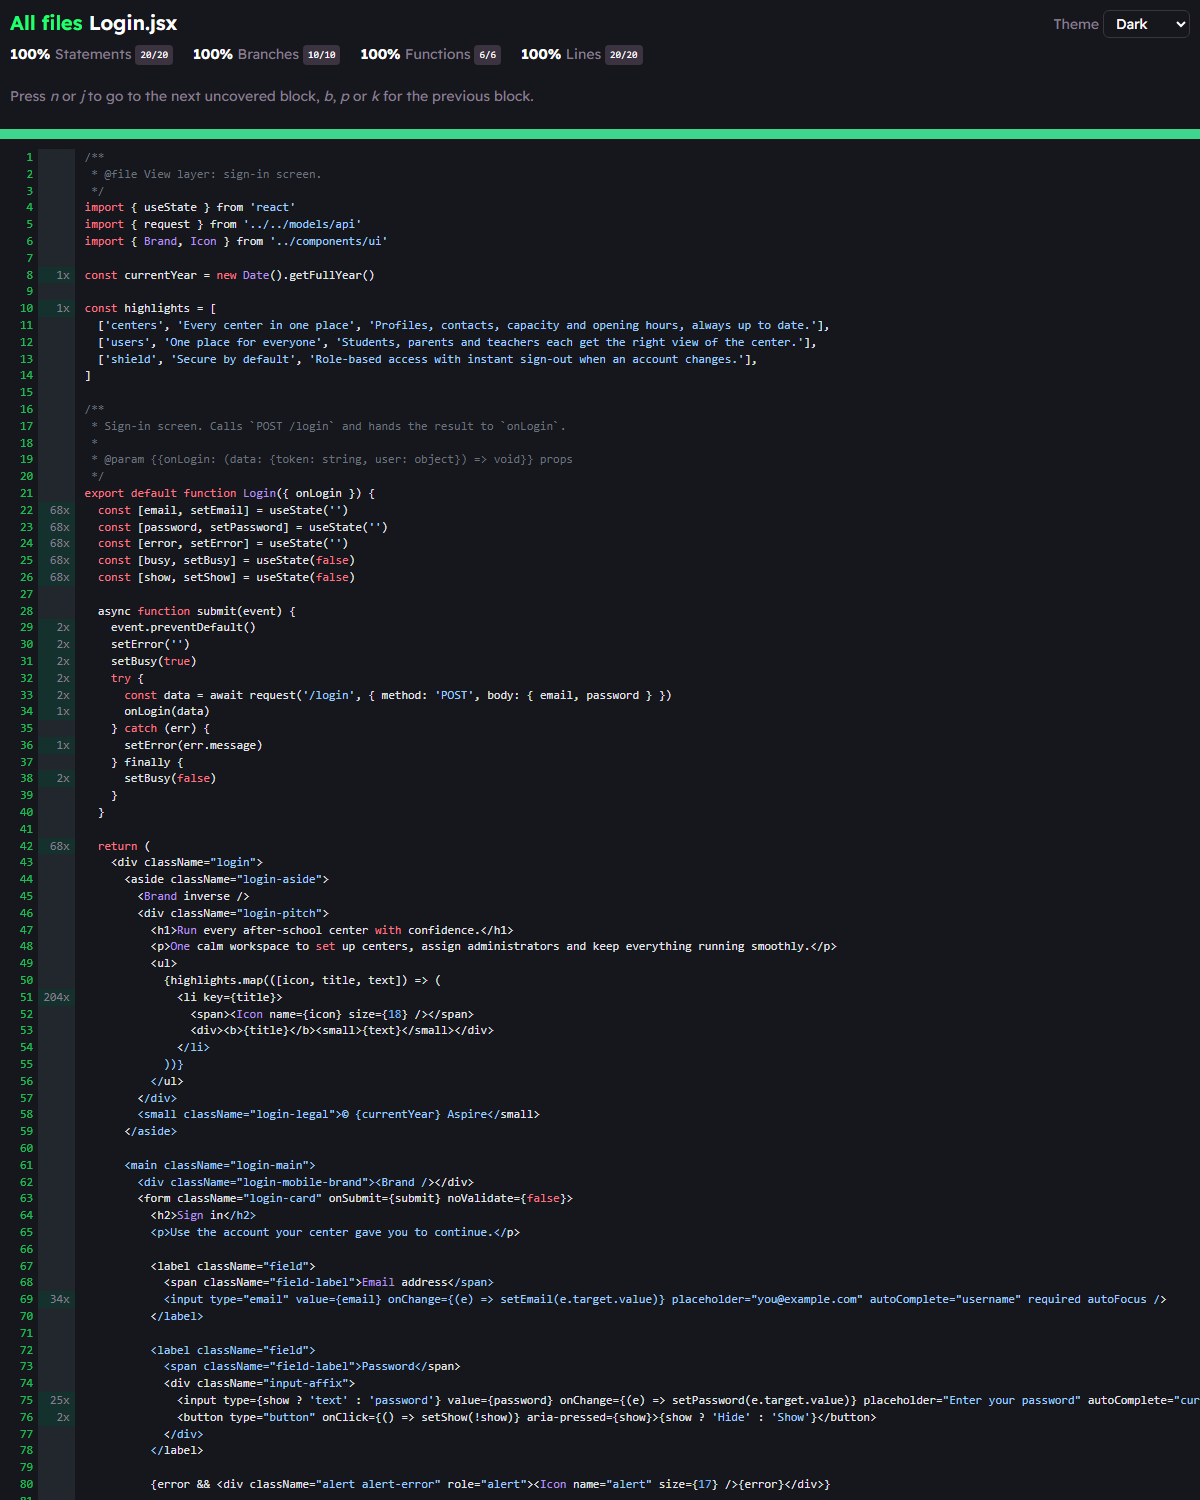 All files Login.jsx
Theme Dark
100% Statements 20/20 100% Branches 10/10 100% Functions 6/6 100% Lines 20/20
Press n or j to go to the next uncovered block, b, p or k for the previous block.
1 /**
2  * @file View layer: sign-in screen.
3  */
4 import { useState } from 'react'
5 import { request } from '../../models/api'
6 import { Brand, Icon } from '../components/ui'
7
8 1x const currentYear = new Date().getFullYear()
9
10 1x const highlights = [
11   ['centers', 'Every center in one place', 'Profiles, contacts, capacity and opening hours, always up to date.'],
12   ['users', 'One place for everyone', 'Students, parents and teachers each get the right view of the center.'],
13   ['shield', 'Secure by default', 'Role-based access with instant sign-out when an account changes.'],
14 ]
15
16 /**
17  * Sign-in screen. Calls `POST /login` and hands the result to `onLogin`.
18  *
19  * @param {{onLogin: (data: {token: string, user: object}) => void}} props
20  */
21 export default function Login({ onLogin }) {
22 68x   const [email, setEmail] = useState('')
23 68x   const [password, setPassword] = useState('')
24 68x   const [error, setError] = useState('')
25 68x   const [busy, setBusy] = useState(false)
26 68x   const [show, setShow] = useState(false)
27
28   async function submit(event) {
29 2x     event.preventDefault()
30 2x     setError('')
31 2x     setBusy(true)
32 2x     try {
33 2x       const data = await request('/login', { method: 'POST', body: { email, password } })
34 1x       onLogin(data)
35     } catch (err) {
36 1x       setError(err.message)
37     } finally {
38 2x       setBusy(false)
39     }
40   }
41
42 68x   return (
43     <div className="login">
44       <aside className="login-aside">
45         <Brand inverse />
46         <div className="login-pitch">
47           <h1>Run every after-school center with confidence.</h1>
48           <p>One calm workspace to set up centers, assign administrators and keep everything running smoothly.</p>
49           <ul>
50             {highlights.map(([icon, title, text]) => (
51 204x               <li key={title}>
52                 <span><Icon name={icon} size={18} /></span>
53                 <div><b>{title}</b><small>{text}</small></div>
54               </li>
55             ))}
56           </ul>
57         </div>
58         <small className="login-legal">© {currentYear} Aspire</small>
59       </aside>
60
61       <main className="login-main">
62         <div className="login-mobile-brand"><Brand /></div>
63         <form className="login-card" onSubmit={submit} noValidate={false}>
64           <h2>Sign in</h2>
65           <p>Use the account your center gave you to continue.</p>
66
67           <label className="field">
68             <span className="field-label">Email address</span>
69 34x             <input type="email" value={email} onChange={(e) => setEmail(e.target.value)} placeholder="you@example.com" autoComplete="username" required autoFocus />
70           </label>
71
72           <label className="field">
73             <span className="field-label">Password</span>
74             <div className="input-affix">
75 25x               <input type={show ? 'text' : 'password'} value={password} onChange={(e) => setPassword(e.target.value)} placeholder="Enter your password" autoComplete="cur
76 2x               <button type="button" onClick={() => setShow(!show)} aria-pressed={show}>{show ? 'Hide' : 'Show'}</button>
77             </div>
78           </label>
79
80           {error && <div className="alert alert-error" role="alert"><Icon name="alert" size={17} />{error}</div>}